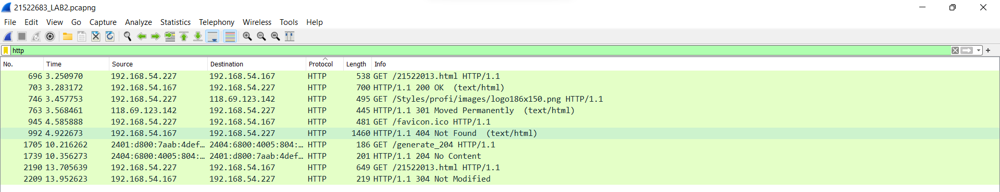 21522683_LAB2.pcapng
File Edit View Go Capture Analyze Statistics Telephony Wireless Tools Help
http
No. Time Source Destination Protocol Length Info
696 3.250970 192.168.54.227 192.168.54.167 HTTP 538 GET /21522013.html HTTP/1.1
703 3.283172 192.168.54.167 192.168.54.227 HTTP 700 HTTP/1.1 200 OK (text/html)
746 3.457753 192.168.54.227 118.69.123.142 HTTP 495 GET /Styles/profi/images/logo186x150.png HTTP/1.1
763 3.568461 118.69.123.142 192.168.54.227 HTTP 445 HTTP/1.1 301 Moved Permanently (text/html)
945 4.585888 192.168.54.227 192.168.54.167 HTTP 481 GET /favicon.ico HTTP/1.1
992 4.922673 192.168.54.167 192.168.54.227 HTTP 1460 HTTP/1.1 404 Not Found (text/html)
1705 10.216262 2401:d800:7aab:4def… 2404:6800:4005:804:… HTTP 186 GET /generate_204 HTTP/1.1
1739 10.356273 2404:6800:4005:804:… 2401:d800:7aab:4def… HTTP 201 HTTP/1.1 204 No Content
2190 13.705639 192.168.54.227 192.168.54.167 HTTP 649 GET /21522013.html HTTP/1.1
2209 13.952623 192.168.54.167 192.168.54.227 HTTP 219 HTTP/1.1 304 Not Modified